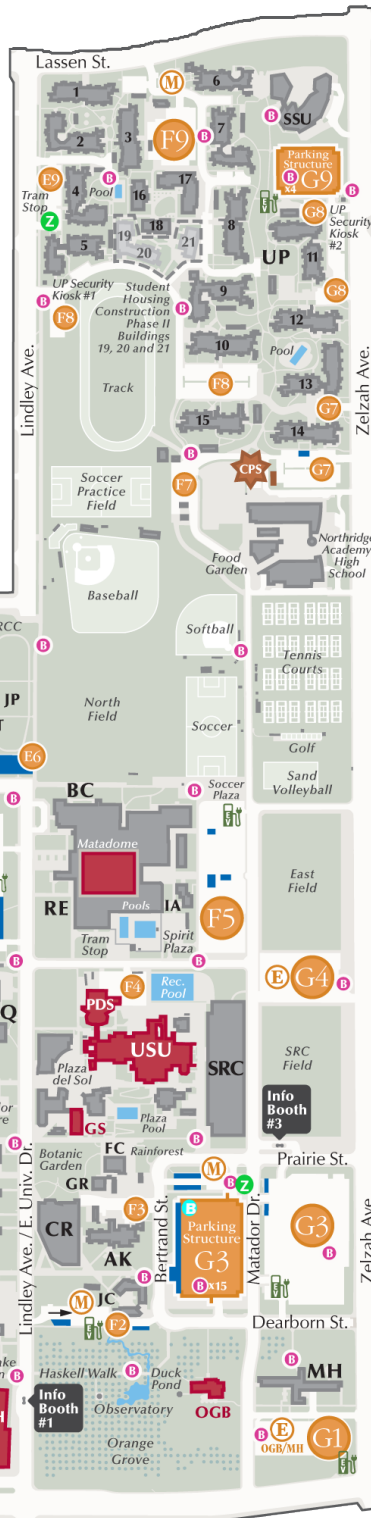 Lassen St.
M
6
1
SSU
3
7
F9
B
B
2
Parking
Structure
B
G9
x4
E9
B
B
17
4
Pool
16
EV
G8
UP
Security
Kiosk
#2
Tram
Stop
Z
18
8
19
21
20
5
UP
11
UP Security
Kiosk #1
Student
Housing
Construction
Phase II
Buildings
19, 20 and 21
9
G8
B
B
F8
12
10
Pool
Lindley Ave.
Zelzah Ave.
Track
F8
13
G7
15
14
B
CPS
G7
Soccer
Practice
Field
F7
Northridge
Academy
High
School
Food
Garden
Baseball
RCC
Softball
B
B
Tennis
Courts
JP
T
North
Field
Soccer
Golf
E6
Sand
Volleyball
BC
B
B
Soccer
Plaza
EV
Matadome
East
Field
RE
Pools
IA
F5
Tram
Stop
Spirit
Plaza
B
B
E
G4
B
F4
Rec.
Pool
PDS
Q
USU
SRC
SRC
Field
Plaza
del Sol
Info
Booth
#3
GS
Plaza
Pool
B
B
Botanic
Garden
FC
Rainforest
Prairie St.
M
GR
B
Z
F3
B
Parking
Structure
G3
B
x15
G3
B
CR
AK
Lindley Ave. / E. Univ. Dr.
Bertrand St.
Matador Dr.
Zelzah Ave
B
JC
M
F2
EV
EV
Dearborn St.
Haskell Walk
B
Duck
Pond
B
MH
B
Info
Booth
#1
Observatory
OGB
Orange
Grove
B
E
OGB/MH
G1
EV